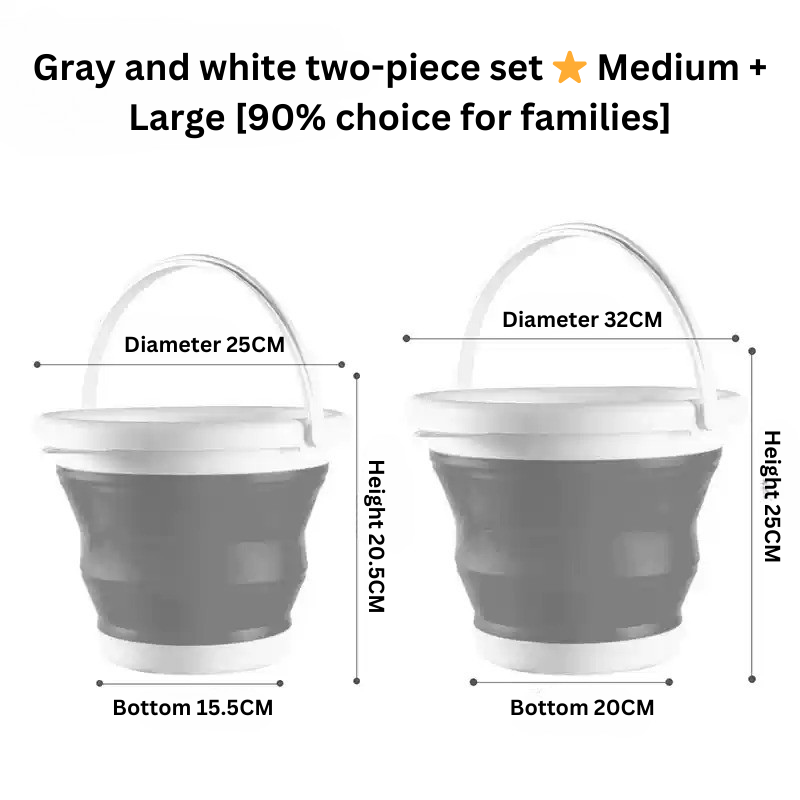 Gray and white two-piece set ⭐ Medium +
Large [90% choice for families]
Diameter 25CM
Height 20.5CM
Bottom 15.5CM
Diameter 32CM
Height 25CM
Bottom 20CM